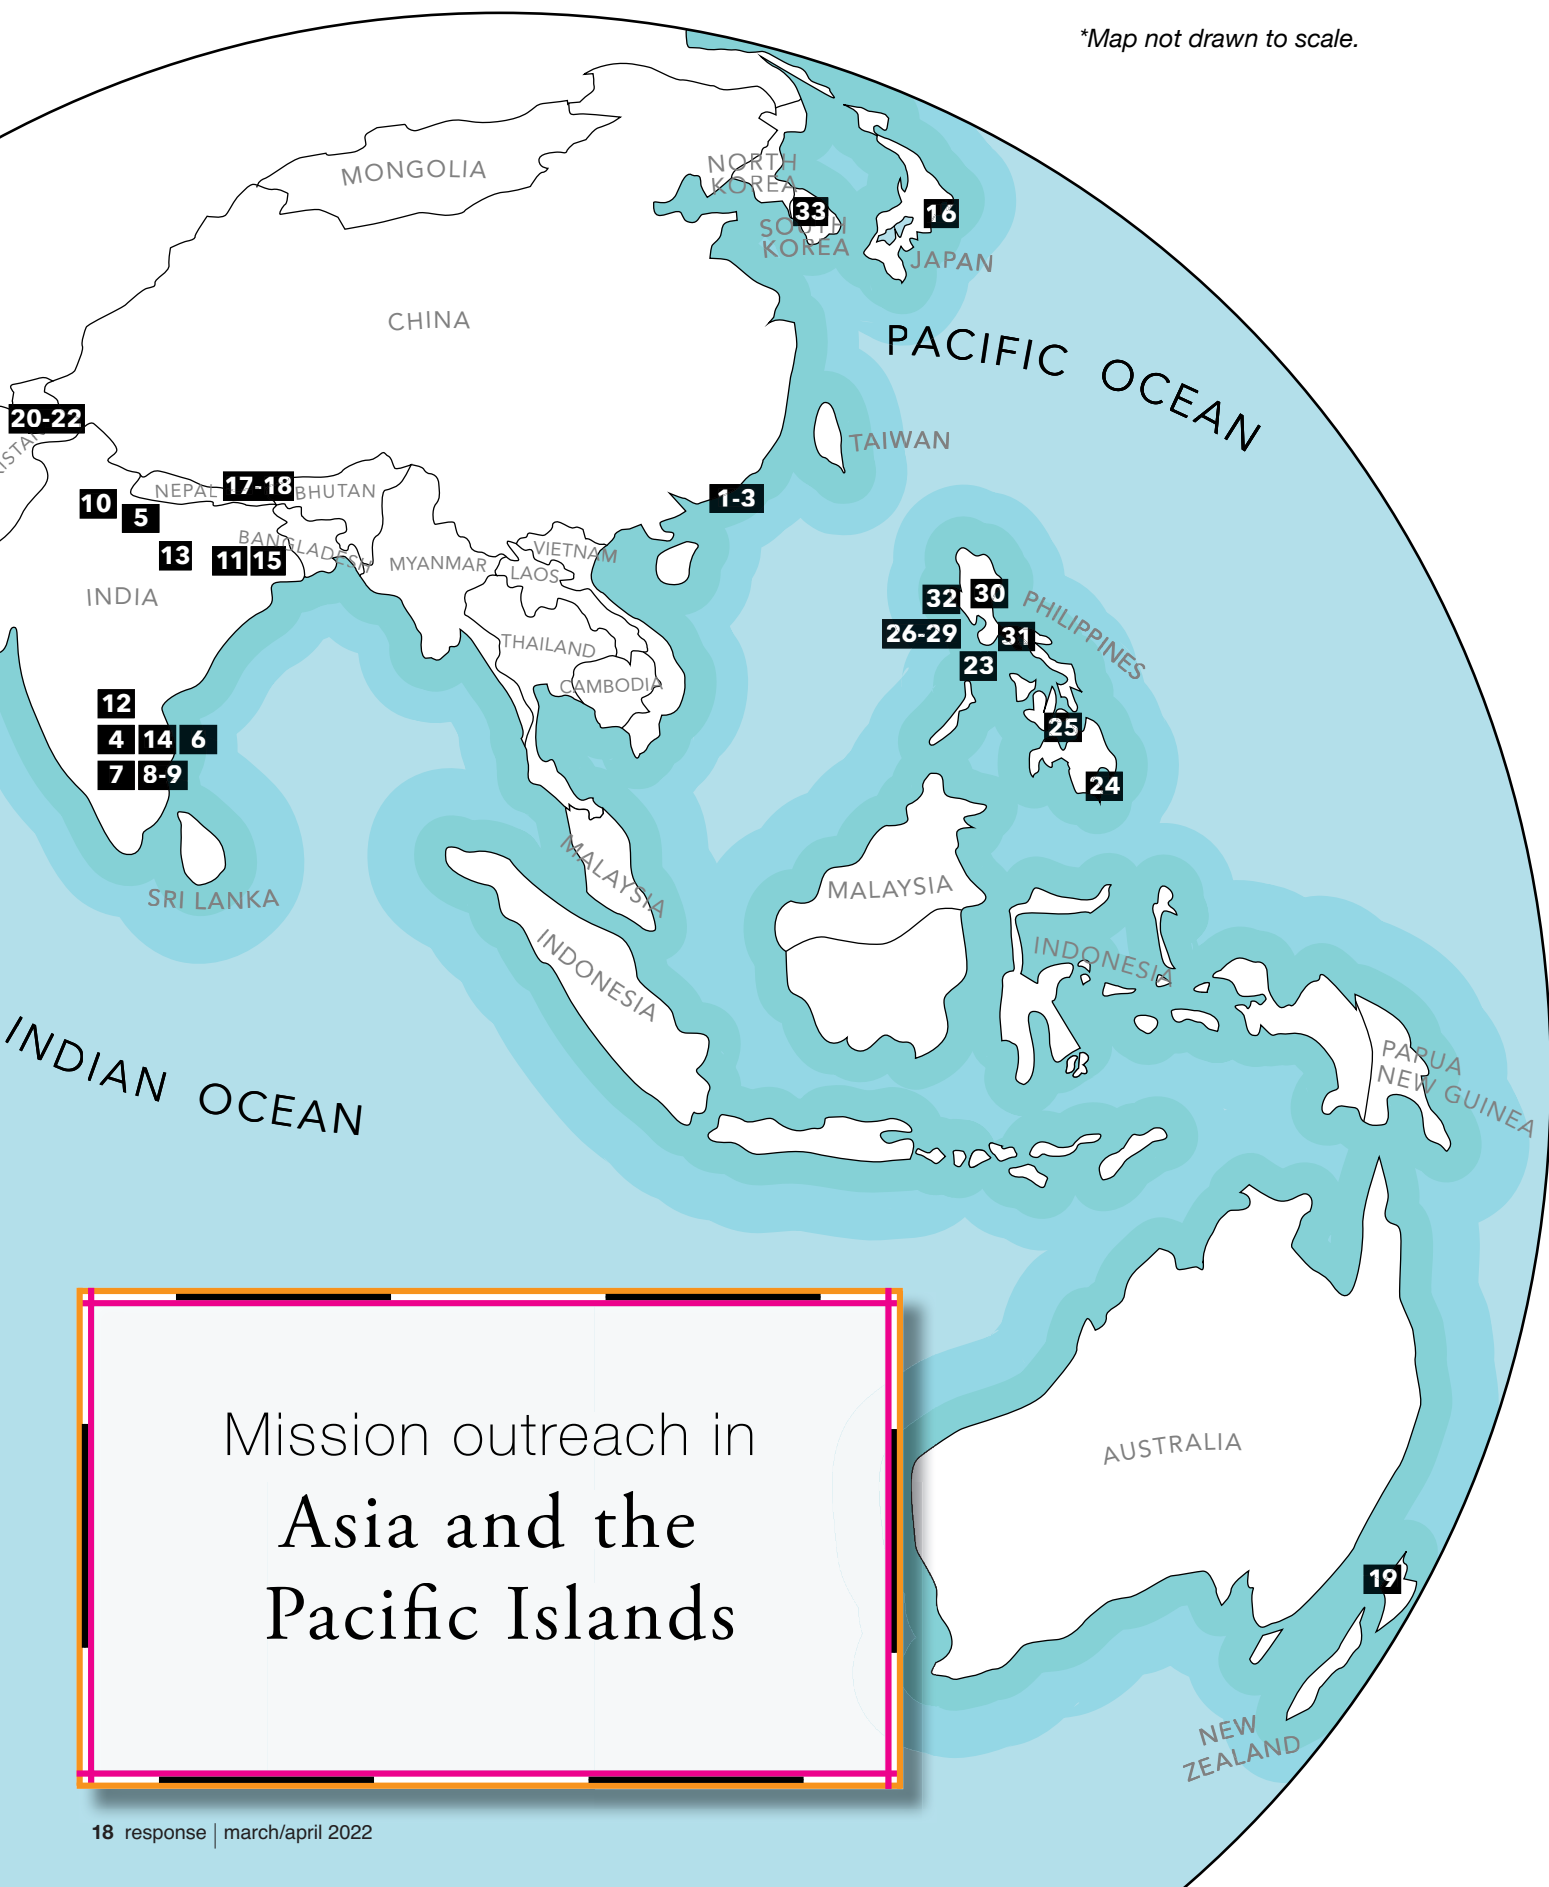 *Map not drawn to scale.
MONGOLIA
NORTH
KOREA
33
SOUTH
KOREA
16
JAPAN
CHINA
PACIFIC OCEAN
20-22
ISTAN
TAIWAN
NEPAL
17-18
BHUTAN
10
5
1-3
BANGLADESH
13
11
15
MYANMAR
VIETNAM
LAOS
INDIA
THAILAND
CAMBODIA
32
30
PHILIPPINES
26-29
31
23
25
24
12
4
14
6
7
8-9
SRI LANKA
MALAYSIA
MALAYSIA
INDONESIA
INDONESIA
INDIAN OCEAN
PAPUA
NEW GUINEA
AUSTRALIA
19
NEW
ZEALAND
Mission outreach in
Asia and the
Pacific Islands
18 response | march/april 2022